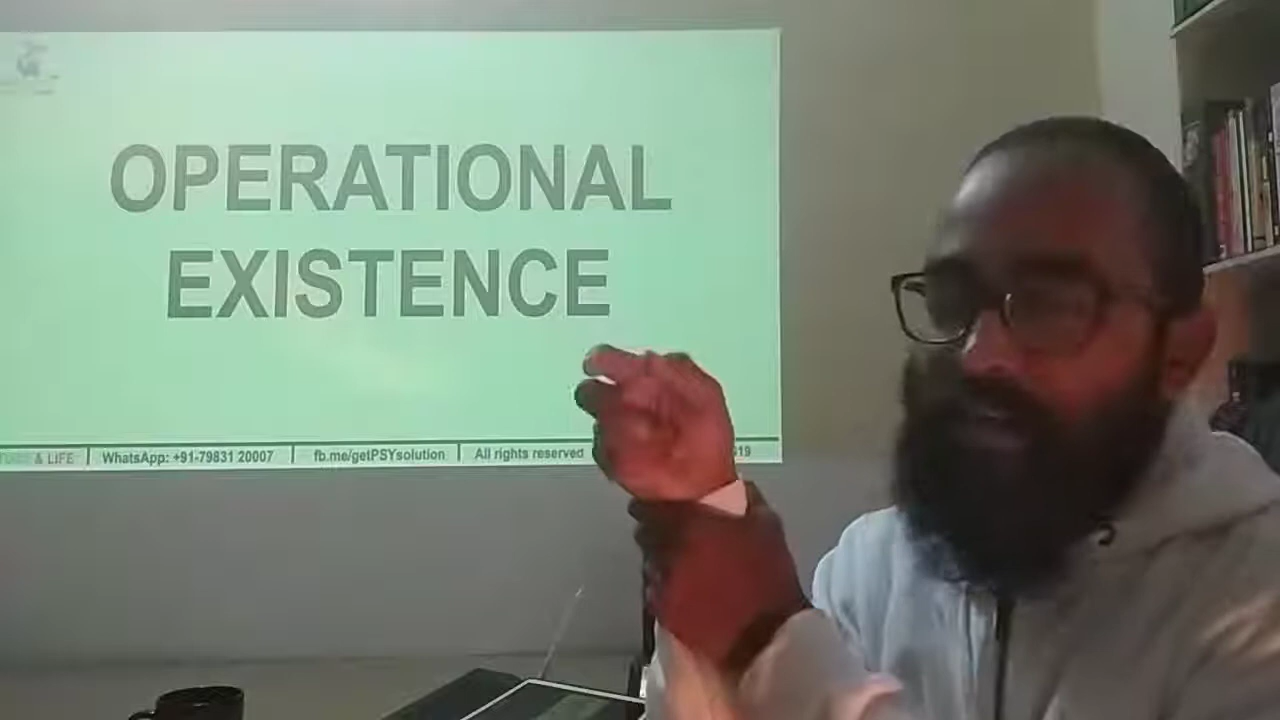 OPERATIONAL
EXISTENCE
& LIFE WhatsApp: +91-79831 20007 fb.me/getPSYsolution All rights reserved